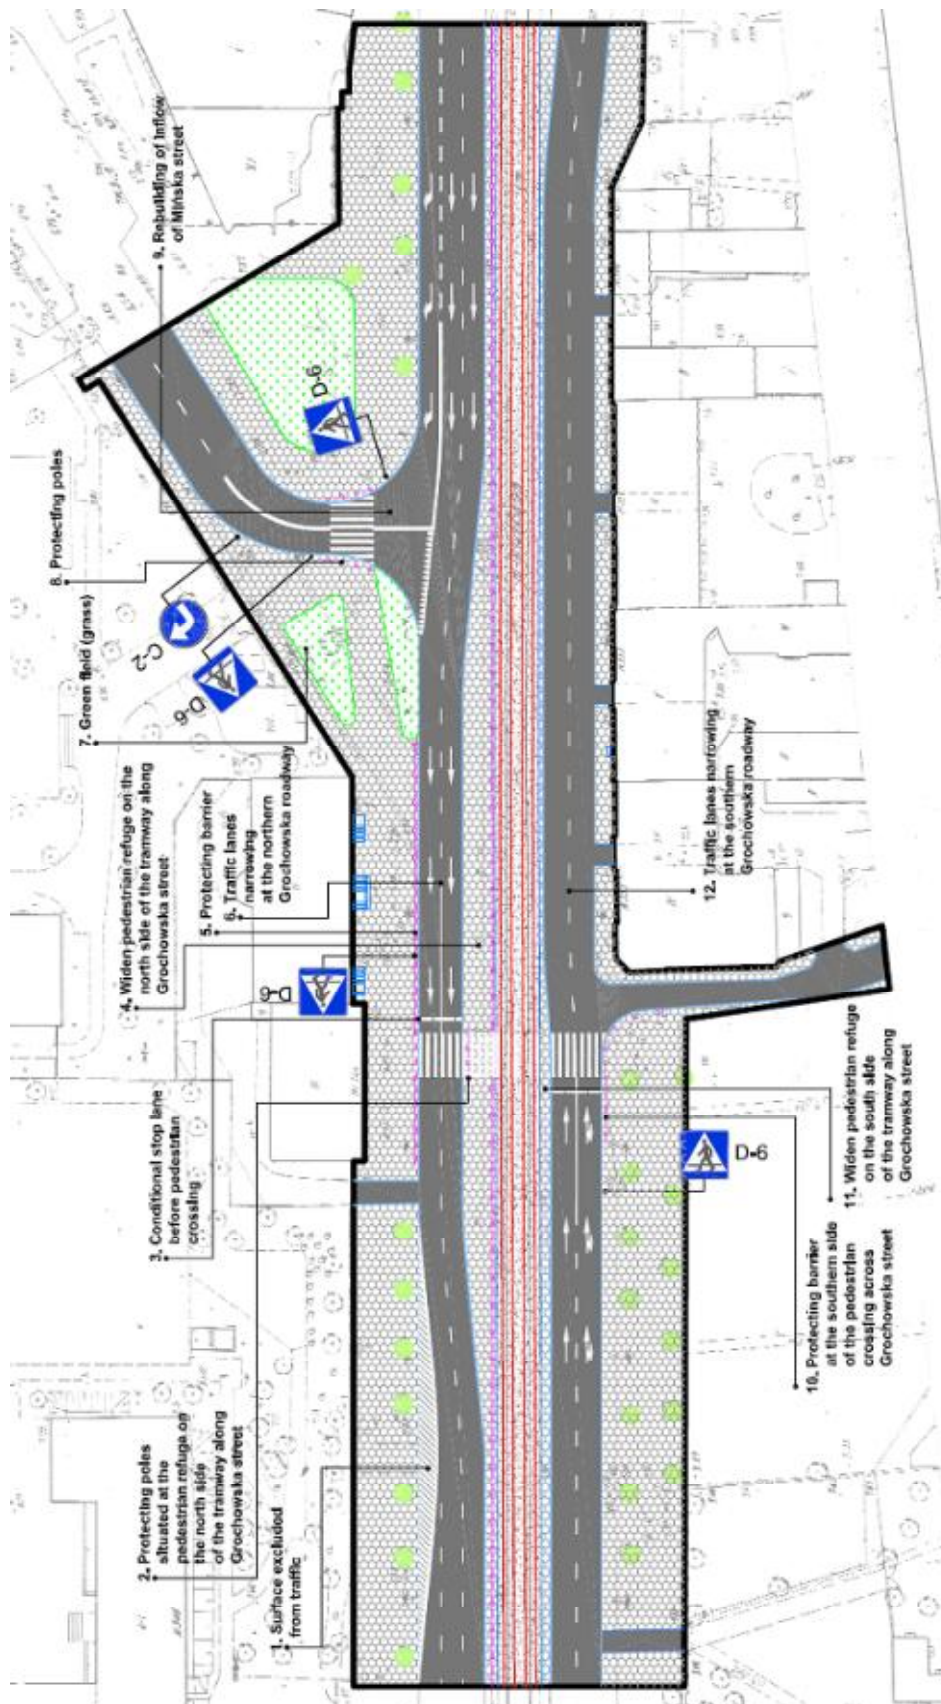 1. Surface excluded
from traffic
2. Protecting poles
situated at the
pedestrian refuge on
the north side
of the tramway along
Grochowska street
3. Conditional stop lane
before pedestrian
crossing
4. Widen pedestrian refuge on the
north side of the tramway along
Grochowska street
5. Protecting barrier
6. Traffic lanes
narrowing
at the northern
Grochowska roadway
7. Green field (grass)
8. Protecting poles
9. Rebuilding of inflow
of Mińska street
D-6
C-2
D-6
D-6
D-6
10. Protecting barrier
at the southern side
of the pedestrian
crossing across
Grochowska street
11. Widen pedestrian refuge
on the south side
of the tramway along
Grochowska street
12. Traffic lanes narrowing
at the southern
Grochowska roadway